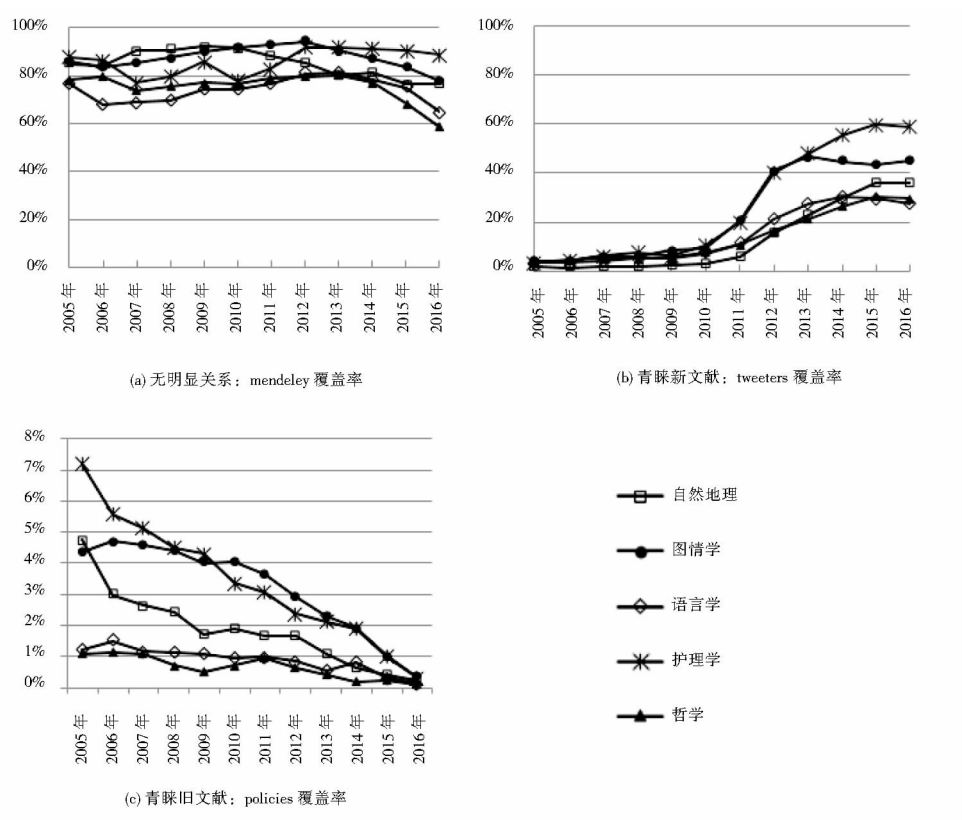 100%
80%
60%
40%
20%
0%
2005年
2006年
2007年
2008年
2009年
2010年
2011年
2012年
2013年
2014年
2015年
2016年
(a) 无明显关系：mendeley 覆盖率
100%
80%
60%
40%
20%
0%
2005年
2006年
2007年
2008年
2009年
2010年
2011年
2012年
2013年
2014年
2015年
2016年
(b) 青睐新文献：tweeters 覆盖率
8%
7%
6%
5%
4%
3%
2%
1%
0%
2005年
2006年
2007年
2008年
2009年
2010年
2011年
2012年
2013年
2014年
2015年
2016年
(c) 青睐旧文献：policies 覆盖率
自然地理
图情学
语言学
护理学
哲学